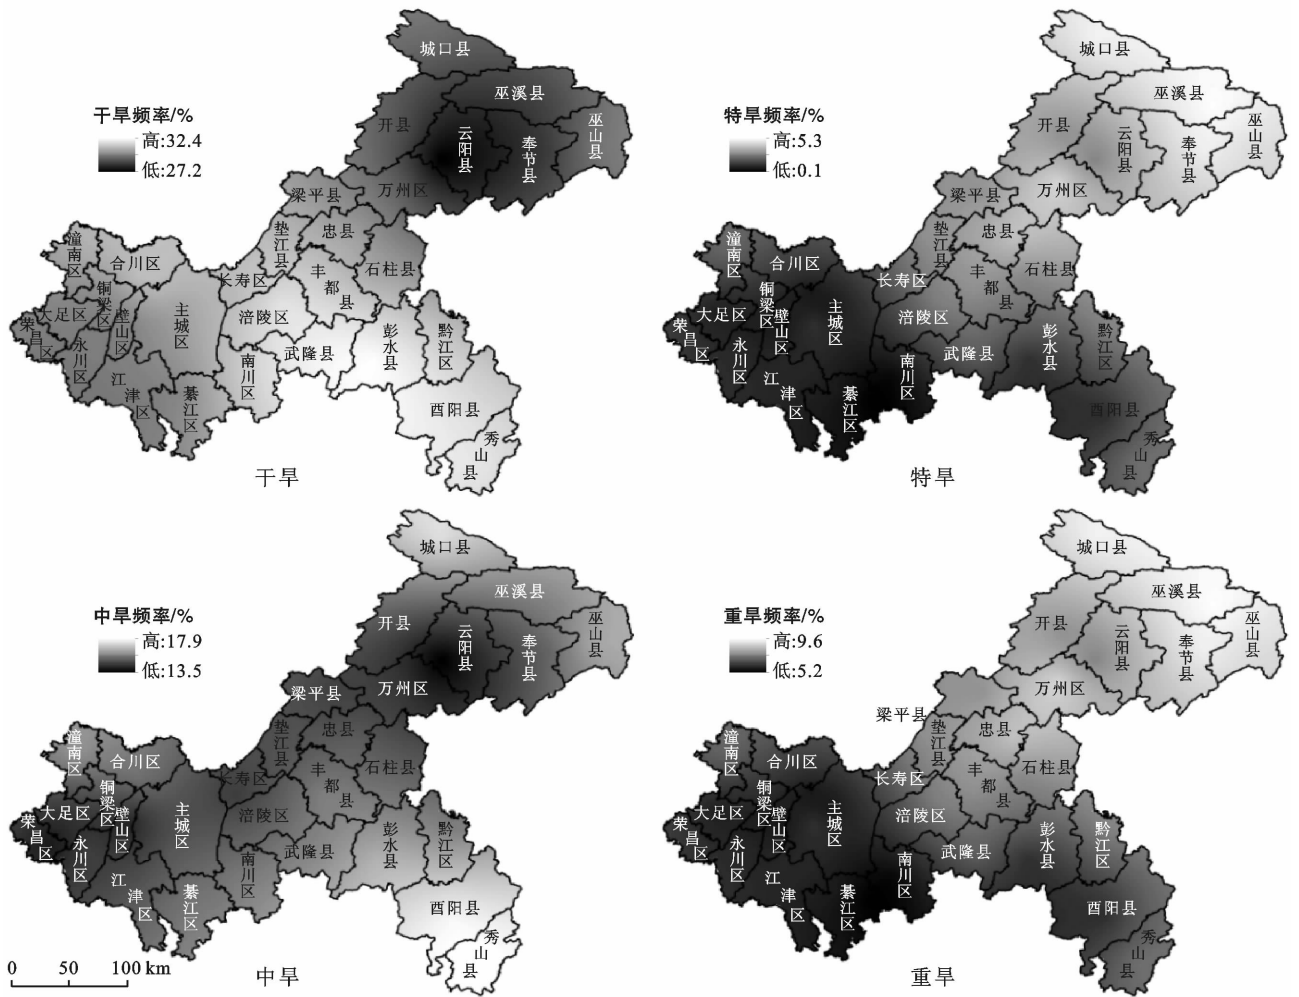 城口县
巫溪县
开县
云阳县
奉节县
巫山县
干旱频率/%
高:32.4
低:27.2
梁平县
万州区
垫江县
忠县
潼南区
合川区
长寿区
丰都县
石柱县
铜梁区
大足区
荣昌区
璧山区
永川区
主城区
涪陵区
武隆县
彭水县
黔江区
江津区
綦江区
南川区
酉阳县
秀山县
干旱
城口县
巫溪县
开县
云阳县
奉节县
巫山县
特旱频率/%
高:5.3
低:0.1
梁平县
万州区
垫江县
忠县
潼南区
合川区
长寿区
丰都县
石柱县
铜梁区
大足区
荣昌区
璧山区
永川区
主城区
涪陵区
武隆县
彭水县
黔江区
江津区
綦江区
南川区
酉阳县
秀山县
特旱
城口县
巫溪县
开县
云阳县
奉节县
巫山县
中旱频率/%
高:17.9
低:13.5
梁平县
万州区
垫江县
忠县
潼南区
合川区
长寿区
丰都县
石柱县
铜梁区
大足区
荣昌区
璧山区
永川区
主城区
涪陵区
武隆县
彭水县
黔江区
江津区
綦江区
南川区
酉阳县
秀山县
0 50 100 km
中旱
城口县
巫溪县
开县
云阳县
奉节县
巫山县
重旱频率/%
高:9.6
低:5.2
万州区
梁平县
垫江县
忠县
潼南区
合川区
长寿区
丰都县
石柱县
铜梁区
大足区
荣昌区
璧山区
永川区
主城区
涪陵区
武隆县
彭水县
黔江区
江津区
綦江区
南川区
酉阳县
秀山县
重旱